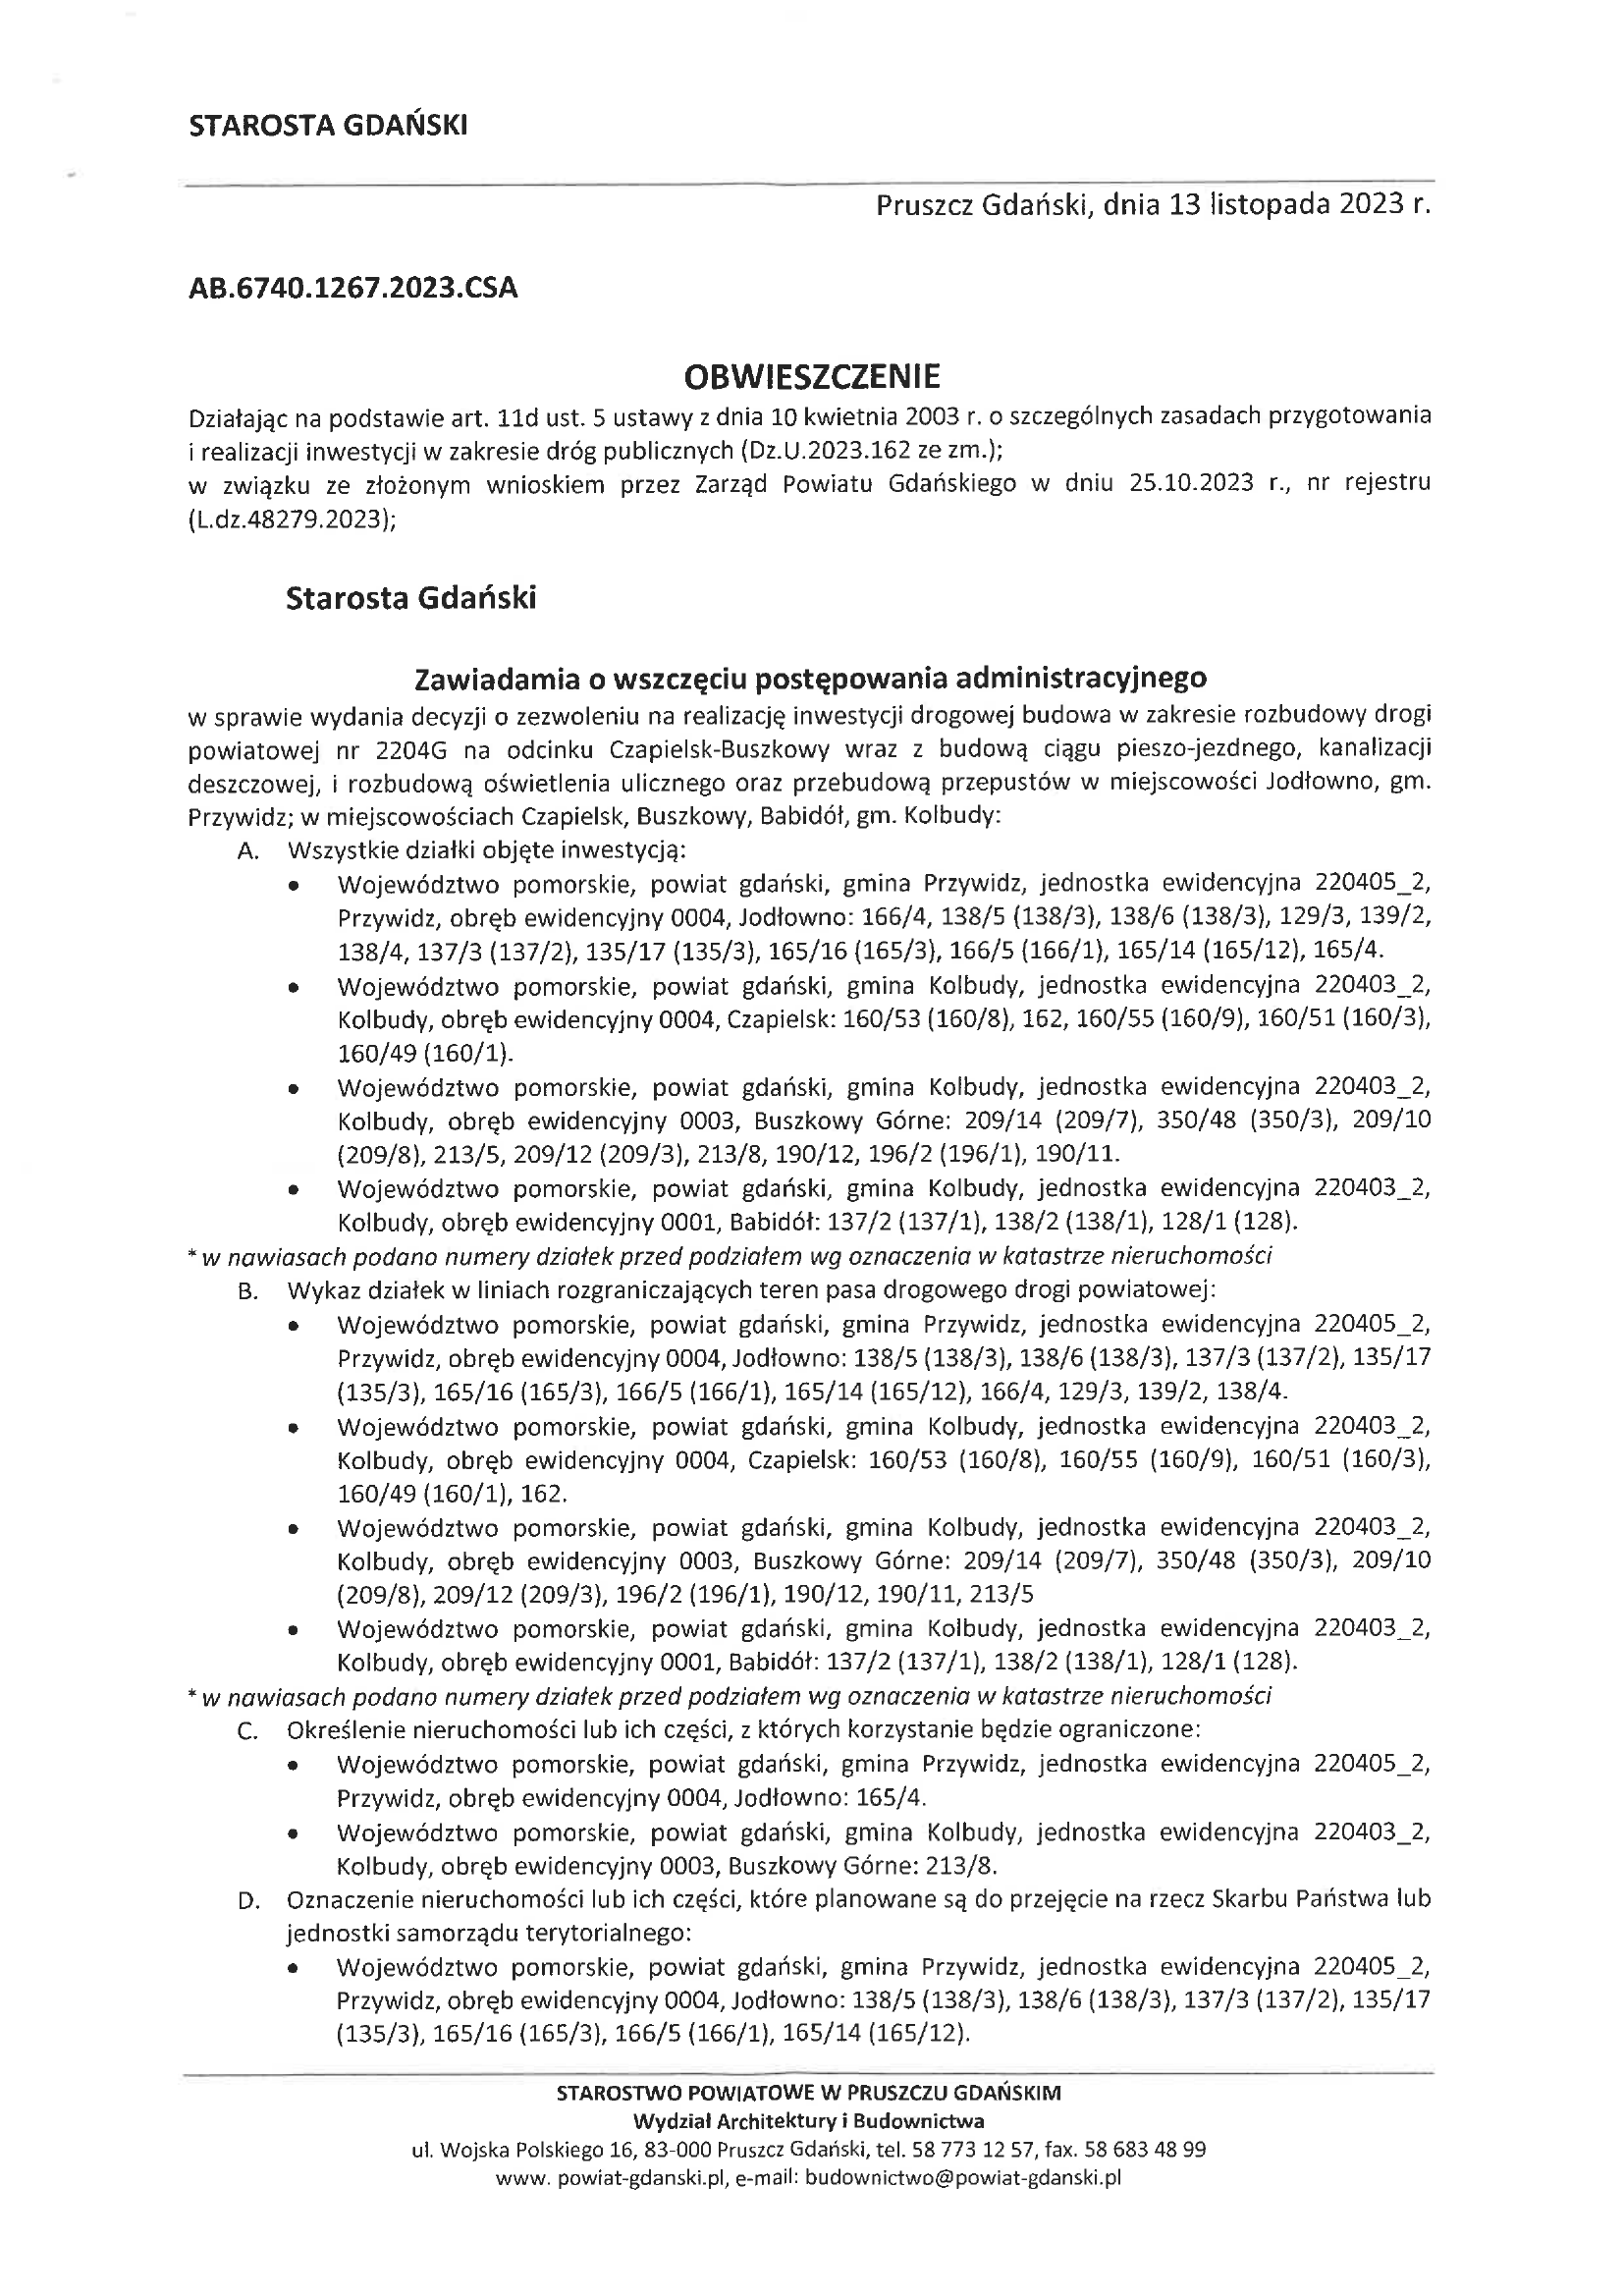 STAROSTA GDAŃSKI
Pruszcz Gdański, dnia 13 listopada 2023 r.
AB.6740.1267.2023.CSA
OBWIESZCZENIE
Działając na podstawie art. 11d ust. 5 ustawy z dnia 10 kwietnia 2003 r. o szczególnych zasadach przygotowania
i realizacji inwestycji w zakresie dróg publicznych (Dz.U.2023.162 ze zm.);
w związku ze złożonym wnioskiem przez Zarząd Powiatu Gdańskiego w dniu 25.10.2023 r., nr rejestru
(L.dz.48279.2023);
Starosta Gdański
Zawiadamia o wszczęciu postępowania administracyjnego
w sprawie wydania decyzji o zezwoleniu na realizację inwestycji drogowej budowa w zakresie rozbudowy drogi
powiatowej nr 2204G na odcinku Czapielsk-Buszkowy wraz z budową ciągu pieszo-jezdnego, kanalizacji
deszczowej, i rozbudową oświetlenia ulicznego oraz przebudową przepustów w miejscowości Jodłowno, gm.
Przywidz; w miejscowościach Czapielsk, Buszkowy, Babidół, gm. Kolbudy:
A. Wszystkie działki objęte inwestycją:
• Województwo pomorskie, powiat gdański, gmina Przywidz, jednostka ewidencyjna 220405_2,
Przywidz, obręb ewidencyjny 0004, Jodłowno: 166/4, 138/5 (138/3), 138/6 (138/3), 129/3, 139/2,
138/4, 137/3 (137/2), 135/17 (135/3), 165/16 (165/3), 166/5 (166/1), 165/14 (165/12), 165/4.
• Województwo pomorskie, powiat gdański, gmina Kolbudy, jednostka ewidencyjna 220403_2,
Kolbudy, obręb ewidencyjny 0004, Czapielsk: 160/53 (160/8), 162, 160/55 (160/9), 160/51 (160/3),
160/49 (160/1).
• Województwo pomorskie, powiat gdański, gmina Kolbudy, jednostka ewidencyjna 220403_2,
Kolbudy, obręb ewidencyjny 0003, Buszkowy Górne: 209/14 (209/7), 350/48 (350/3), 209/10
(209/8), 213/5, 209/12 (209/3), 213/8, 190/12, 196/2 (196/1), 190/11.
• Województwo pomorskie, powiat gdański, gmina Kolbudy, jednostka ewidencyjna 220403_2,
Kolbudy, obręb ewidencyjny 0001, Babidół: 137/2 (137/1), 138/2 (138/1), 128/1 (128).
* w nawiasach podano numery działek przed podziałem wg oznaczenia w katastrze nieruchomości
B. Wykaz działek w liniach rozgraniczających teren pasa drogowego drogi powiatowej:
• Województwo pomorskie, powiat gdański, gmina Przywidz, jednostka ewidencyjna 220405_2,
Przywidz, obręb ewidencyjny 0004, Jodłowno: 138/5 (138/3), 138/6 (138/3), 137/3 (137/2), 135/17
(135/3), 165/16 (165/3), 166/5 (166/1), 165/14 (165/12), 166/4, 129/3, 139/2, 138/4.
• Województwo pomorskie, powiat gdański, gmina Kolbudy, jednostka ewidencyjna 220403_2,
Kolbudy, obręb ewidencyjny 0004, Czapielsk: 160/53 (160/8), 160/55 (160/9), 160/51 (160/3),
160/49 (160/1), 162.
• Województwo pomorskie, powiat gdański, gmina Kolbudy, jednostka ewidencyjna 220403_2,
Kolbudy, obręb ewidencyjny 0003, Buszkowy Górne: 209/14 (209/7), 350/48 (350/3), 209/10
(209/8), 209/12 (209/3), 196/2 (196/1), 190/12, 190/11, 213/5
• Województwo pomorskie, powiat gdański, gmina Kolbudy, jednostka ewidencyjna 220403_2,
Kolbudy, obręb ewidencyjny 0001, Babidół: 137/2 (137/1), 138/2 (138/1), 128/1 (128).
* w nawiasach podano numery działek przed podziałem wg oznaczenia w katastrze nieruchomości
C. Określenie nieruchomości lub ich części, z których korzystanie będzie ograniczone:
• Województwo pomorskie, powiat gdański, gmina Przywidz, jednostka ewidencyjna 220405_2,
Przywidz, obręb ewidencyjny 0004, Jodłowno: 165/4.
• Województwo pomorskie, powiat gdański, gmina Kolbudy, jednostka ewidencyjna 220403_2,
Kolbudy, obręb ewidencyjny 0003, Buszkowy Górne: 213/8.
D. Oznaczenie nieruchomości lub ich części, które planowane są do przejęcie na rzecz Skarbu Państwa lub
jednostki samorządu terytorialnego:
• Województwo pomorskie, powiat gdański, gmina Przywidz, jednostka ewidencyjna 220405_2,
Przywidz, obręb ewidencyjny 0004, Jodłowno: 138/5 (138/3), 138/6 (138/3), 137/3 (137/2), 135/17
(135/3), 165/16 (165/3), 166/5 (166/1), 165/14 (165/12).
STAROSTWO POWIATOWE W PRUSZCZU GDAŃSKIM
Wydział Architektury i Budownictwa
ul. Wojska Polskiego 16, 83-000 Pruszcz Gdański, tel. 58 773 12 57, fax. 58 683 48 99
www. powiat-gdanski.pl, e-mail: budownictwo@powiat-gdanski.pl